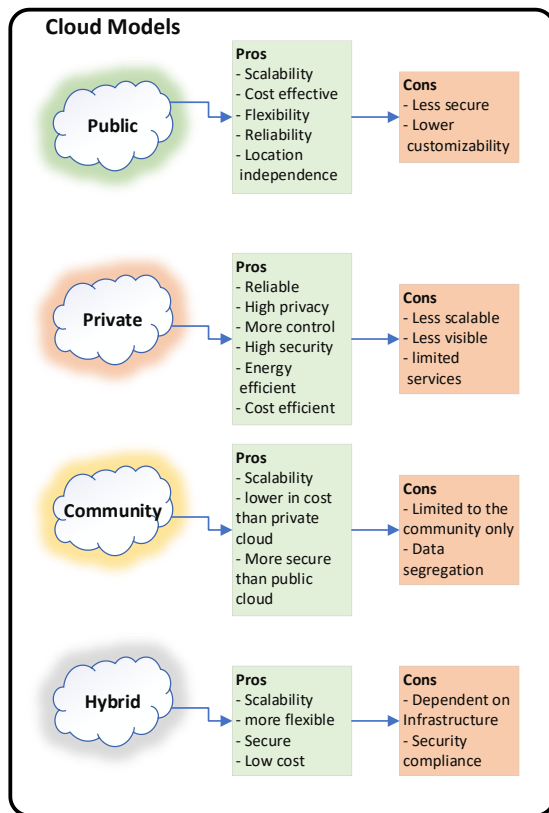 Cloud Models
Public
Pros
- Scalability
- Cost effective
- Flexibility
- Reliability
- Location
independence
Cons
- Less secure
- Lower
customizability
Private
Pros
- Reliable
- High privacy
- More control
- High security
- Energy
efficient
- Cost efficient
Cons
- Less scalable
- Less visible
- limited
services
Community
Pros
- Scalability
- lower in cost
than private
cloud
- More secure
than public
cloud
Cons
- Limited to the
community only
- Data
segregation
Hybrid
Pros
- Scalability
- more flexible
- Secure
- Low cost
Cons
- Dependent on
Infrastructure
- Security
compliance